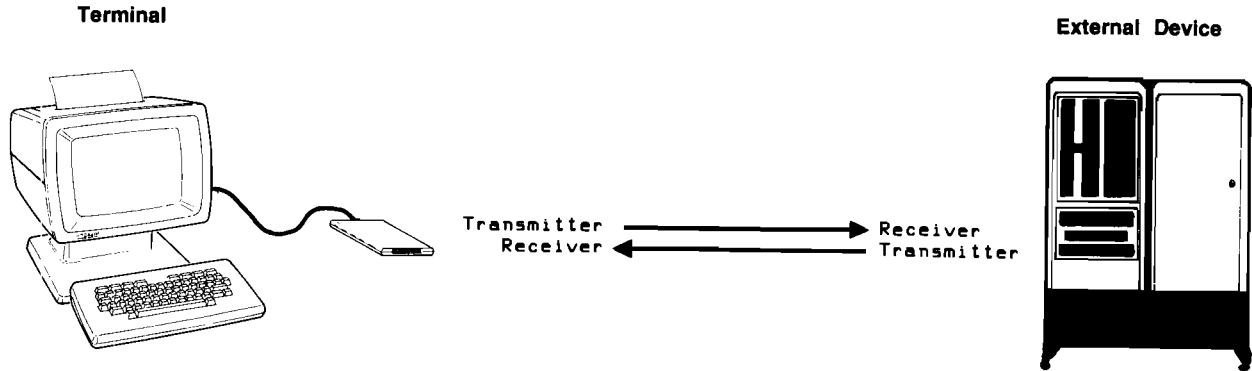 Terminal
External Device
Transmitter
Receiver
Receiver
Transmitter